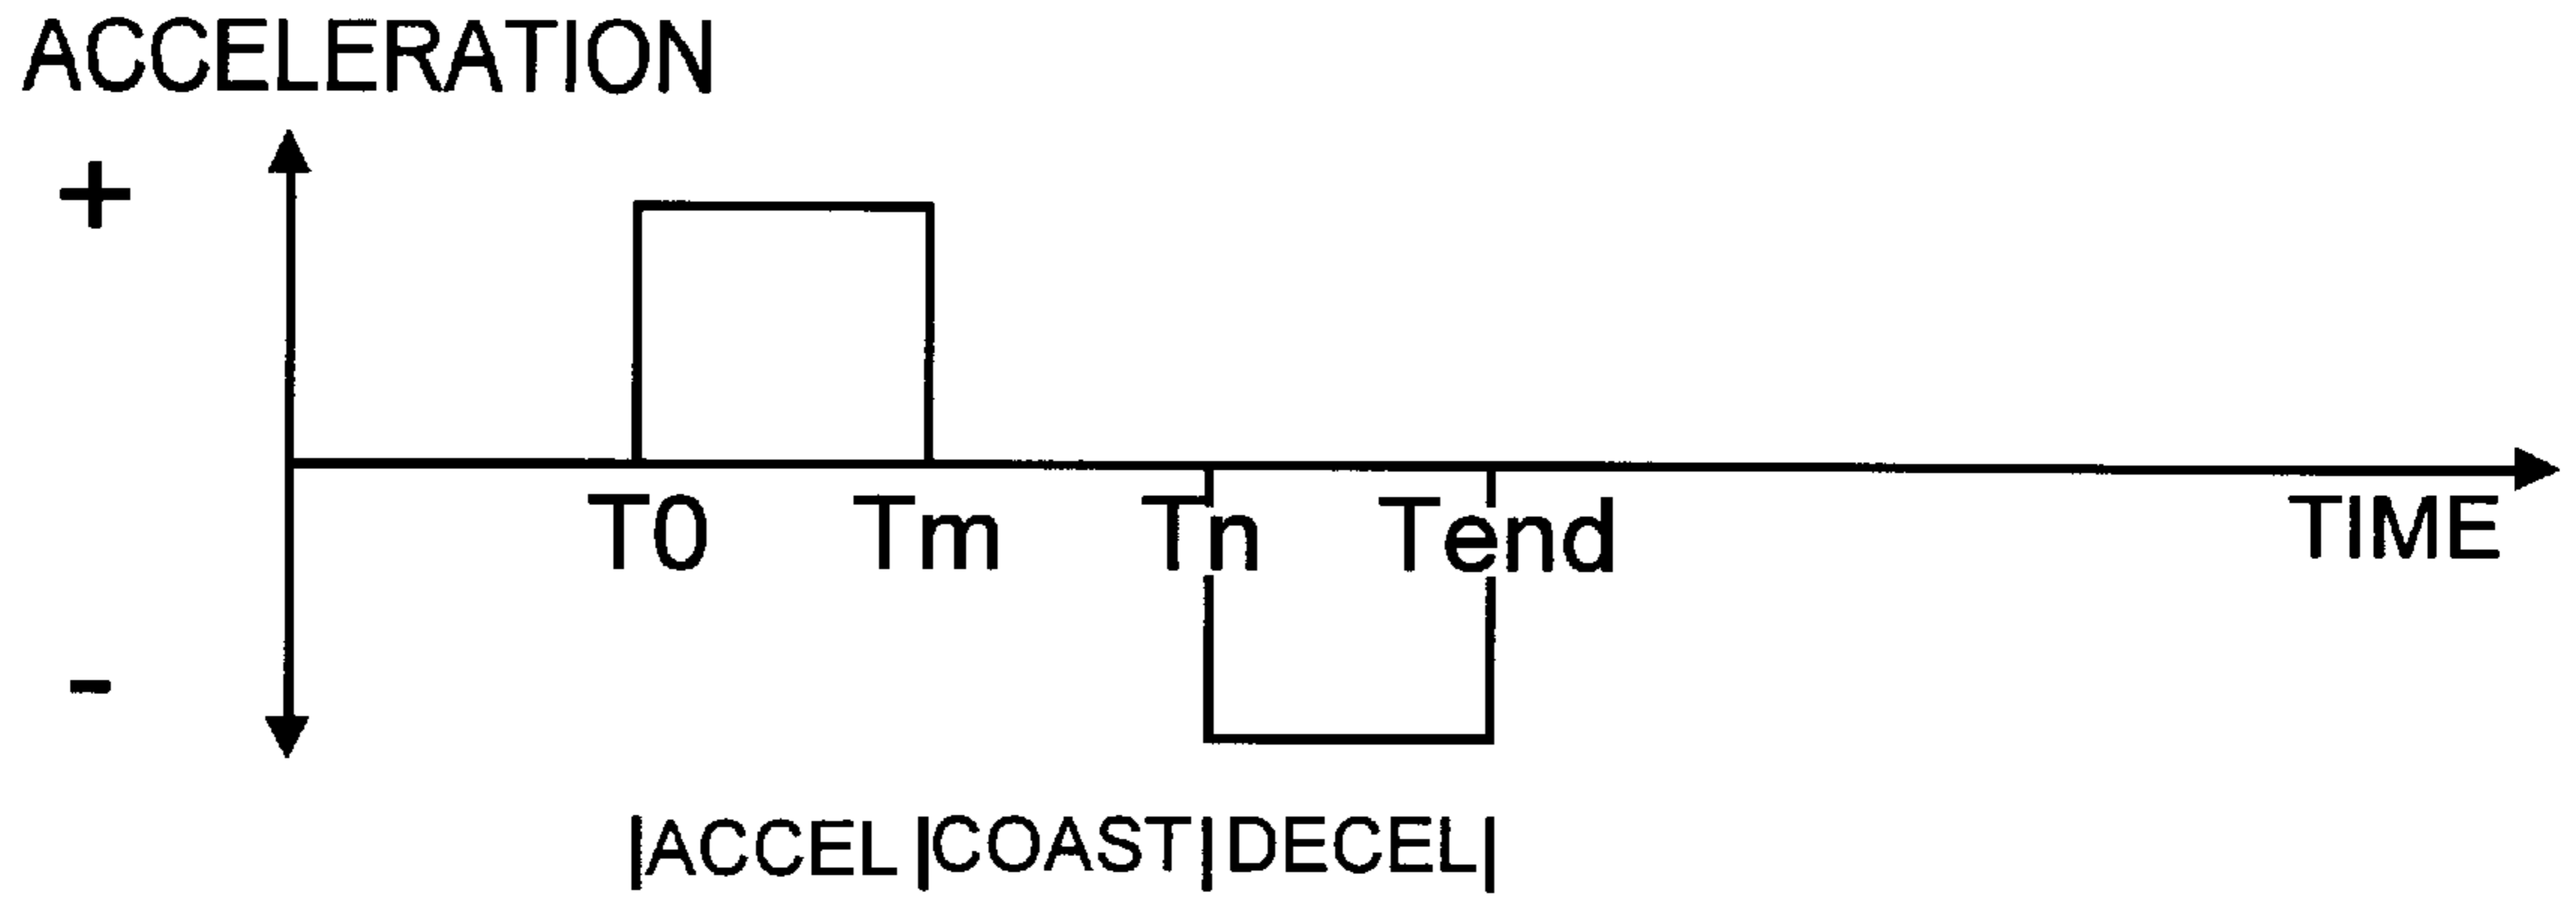 ACCELERATION
+
T0 Tm Tn Tend TIME
-
|ACCEL|COAST|DECEL|